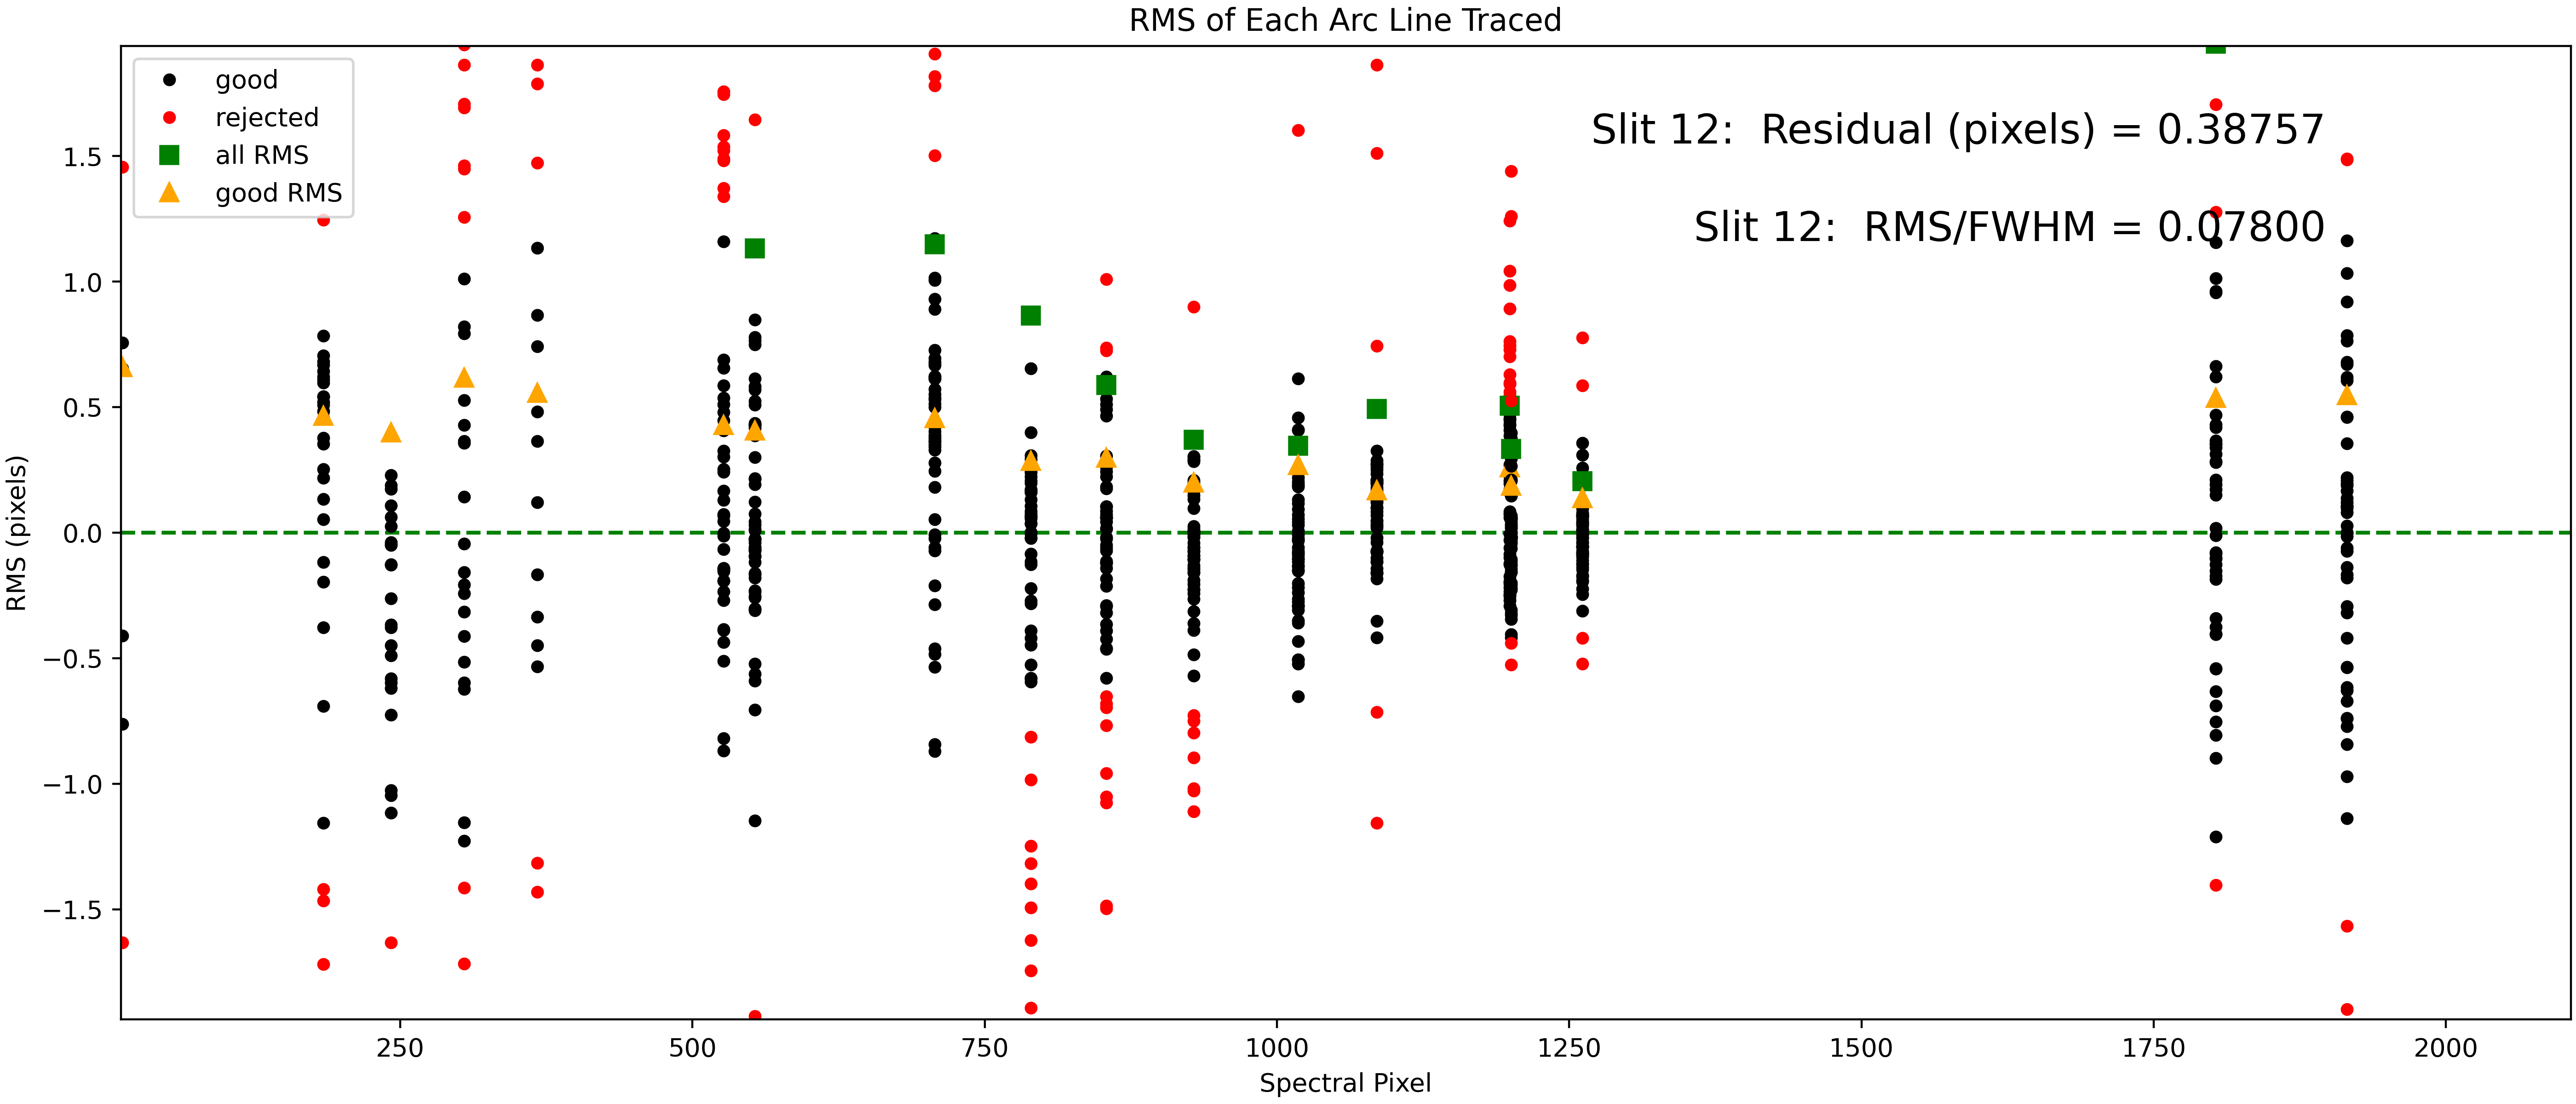 RMS of Each Arc Line Traced
good
rejected
all RMS
good RMS
Slit 12:  Residual (pixels) = 0.38757
Slit 12:  RMS/FWHM = 0.07800
RMS (pixels)
1.5
1.0
0.5
0.0
−0.5
−1.0
−1.5
250 500 750 1000 1250 1500 1750 2000
Spectral Pixel